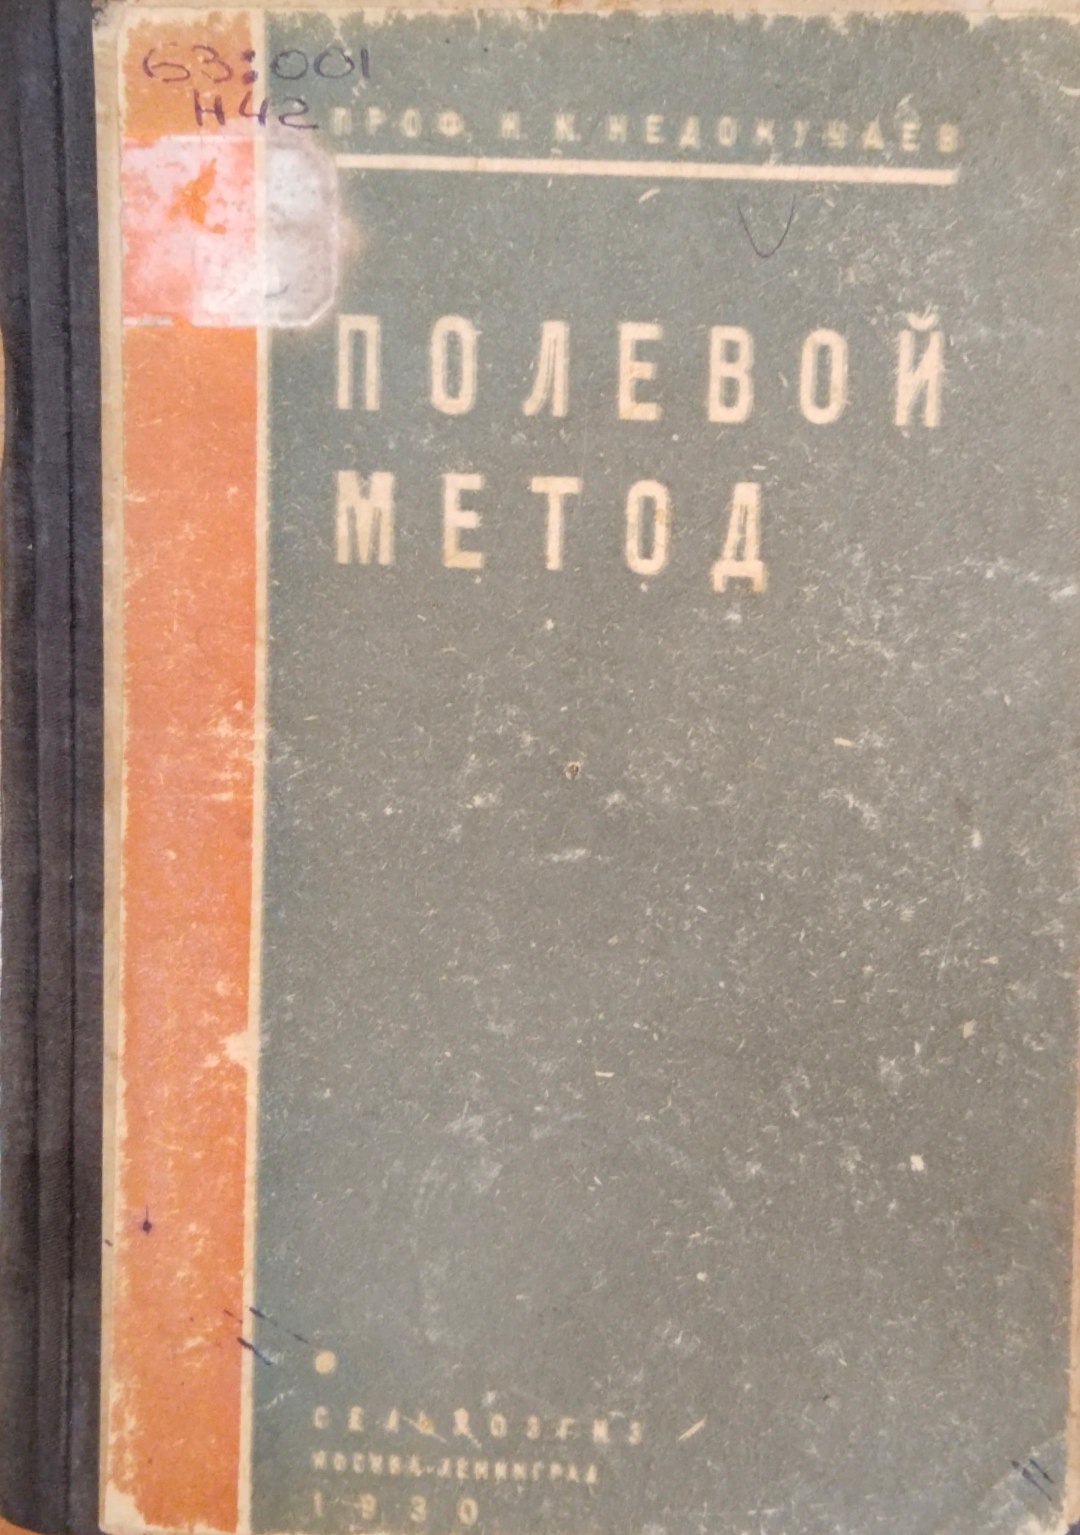 63:001
Н42
ПРОФ. Н. К. НЕДОКУЧАЕВ
ПОЛЕВОЙ
МЕТОД
СЕЛЬХОЗГИЗ
МОСКВА-ЛЕНИНГРАД
1930